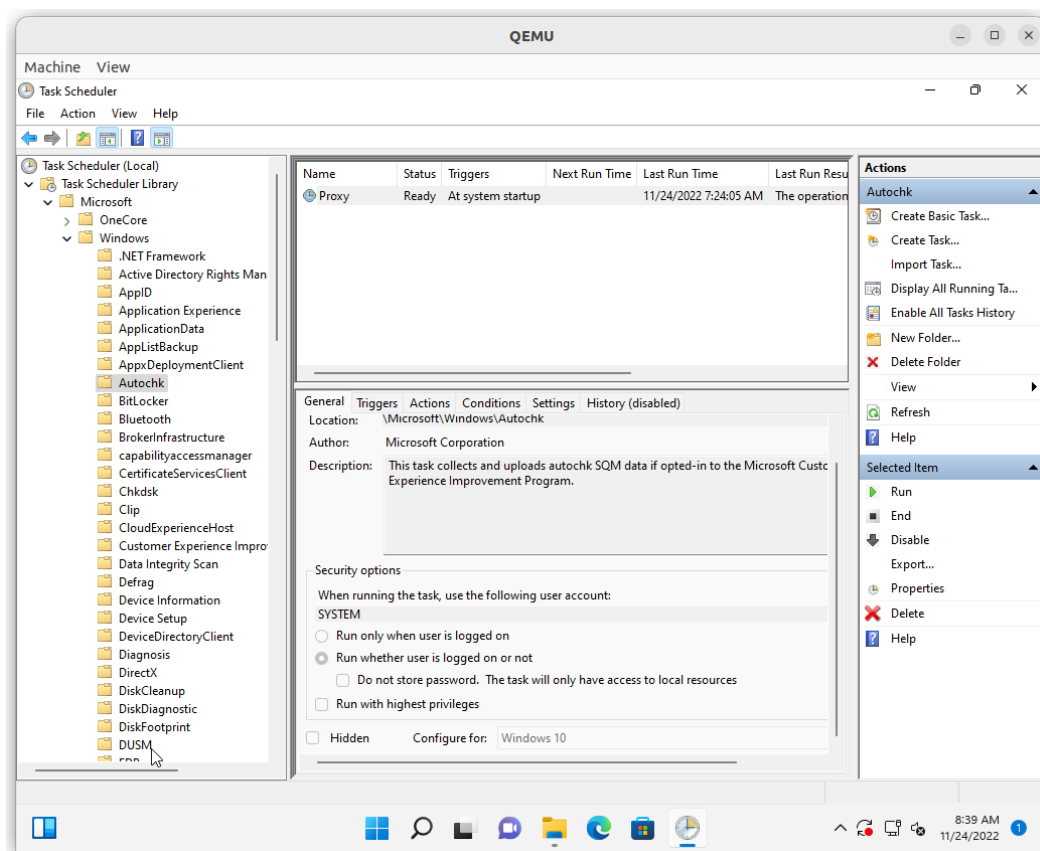 QEMU
Machine View
Task Scheduler
File Action View Help
Task Scheduler (Local)
Task Scheduler Library
Microsoft
OneCore
Windows
.NET Framework
Active Directory Rights Man
AppID
Application Experience
ApplicationData
AppListBackup
AppxDeploymentClient
Autochk
BitLocker
Bluetooth
BrokerInfrastructure
capabilityaccessmanager
CertificateServicesClient
Chkdsk
Clip
CloudExperienceHost
Customer Experience Impro
Data Integrity Scan
Defrag
Device Information
Device Setup
DeviceDirectoryClient
Diagnosis
DirectX
DiskCleanup
DiskDiagnostic
DiskFootprint
DUSM
Name Status Triggers Next Run Time Last Run Time Last Run Resu
Proxy Ready At system startup 11/24/2022 7:24:05 AM The operation
General Triggers Actions Conditions Settings History (disabled)
Location: \Microsoft\Windows\Autochk
Author: Microsoft Corporation
Description: This task collects and uploads autochk SQM data if opted-in to the Microsoft Custo
Experience Improvement Program.
Security options
When running the task, use the following user account:
SYSTEM
Run only when user is logged on
Run whether user is logged on or not
Do not store password. The task will only have access to local resources
Run with highest privileges
Hidden Configure for: Windows 10
Actions
Autochk
Create Basic Task...
Create Task...
Import Task...
Display All Running Ta...
Enable All Tasks History
New Folder...
Delete Folder
View
Refresh
Help
Selected Item
Run
End
Disable
Export...
Properties
Delete
Help
8:39 AM
11/24/2022
1